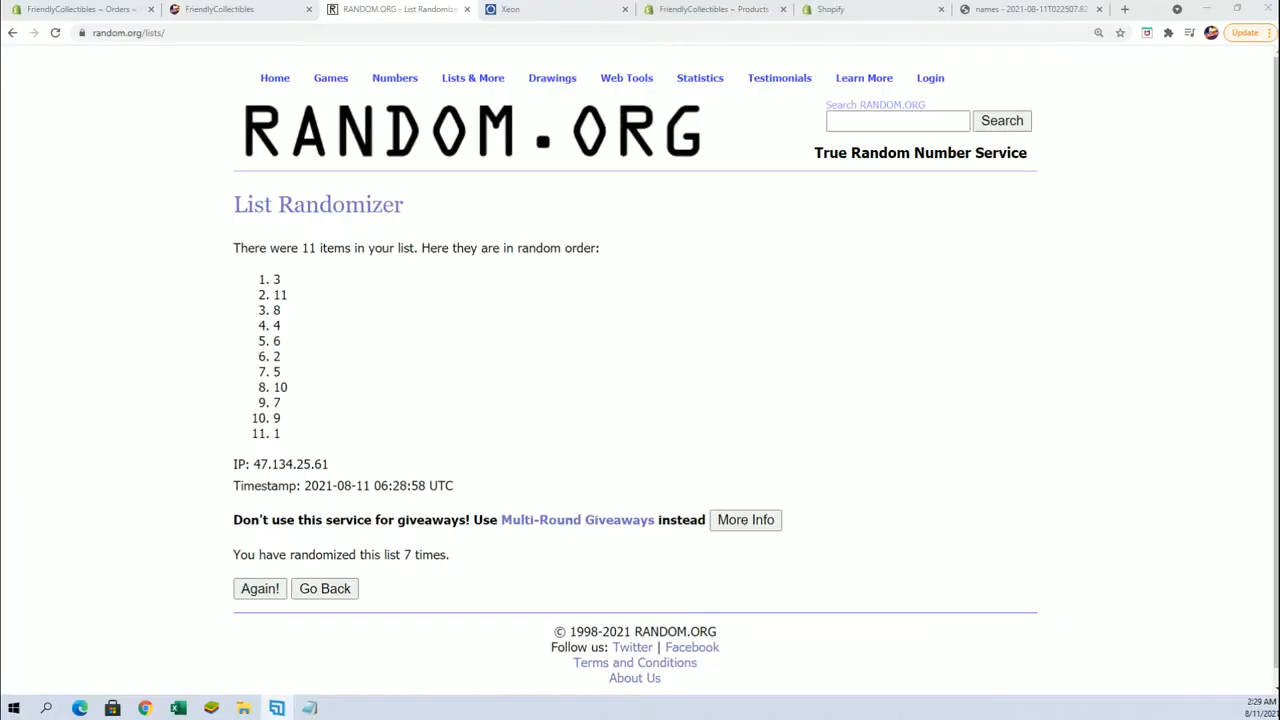 FriendlyCollectibles ~ Orders ~
FriendlyCollectibles
RANDOM.ORG - List Randomize
Xeon
FriendlyCollectibles ~ Products ~
Shopify
names - 2021-08-11T022507.83
random.org/lists/
Update
Home Games Numbers Lists & More Drawings Web Tools Statistics Testimonials Learn More Login
RANDOM.ORG
Search RANDOM.ORG
Search
True Random Number Service
List Randomizer
There were 11 items in your list. Here they are in random order:
1. 3
2. 11
3. 8
4. 4
5. 6
6. 2
7. 5
8. 10
9. 7
10. 9
11. 1
IP: 47.134.25.61
Timestamp: 2021-08-11 06:28:58 UTC
Don't use this service for giveaways! Use Multi-Round Giveaways instead More Info
You have randomized this list 7 times.
Again! Go Back
© 1998-2021 RANDOM.ORG
Follow us: Twitter | Facebook
Terms and Conditions
About Us
2:29 AM
8/11/2021